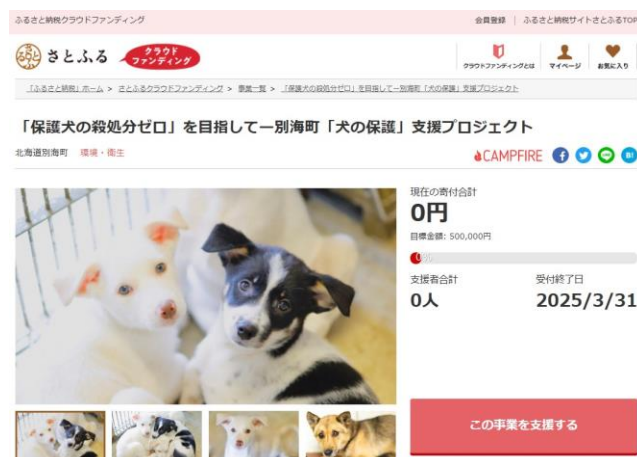 ふるさと納税クラウドファンディング
会員登録 | ふるさと納税サイトさとふるTOP
さとふる クラウドファンディング
クラウドファンディングとは マイページ お気に入り
「ふるさと納税」ホーム > さとふるクラウドファンディング > 事業一覧 > 「保護犬の殺処分ゼロ」を目指して―別海町「犬の保護」支援プロジェクト
「保護犬の殺処分ゼロ」を目指して―別海町「犬の保護」支援プロジェクト
北海道別海町 環境・衛生
CAMPFIRE
現在の寄付合計
0円
目標金額: 500,000円
0%
支援者合計 受付終了日
0人 2025/3/31
この事業を支援する